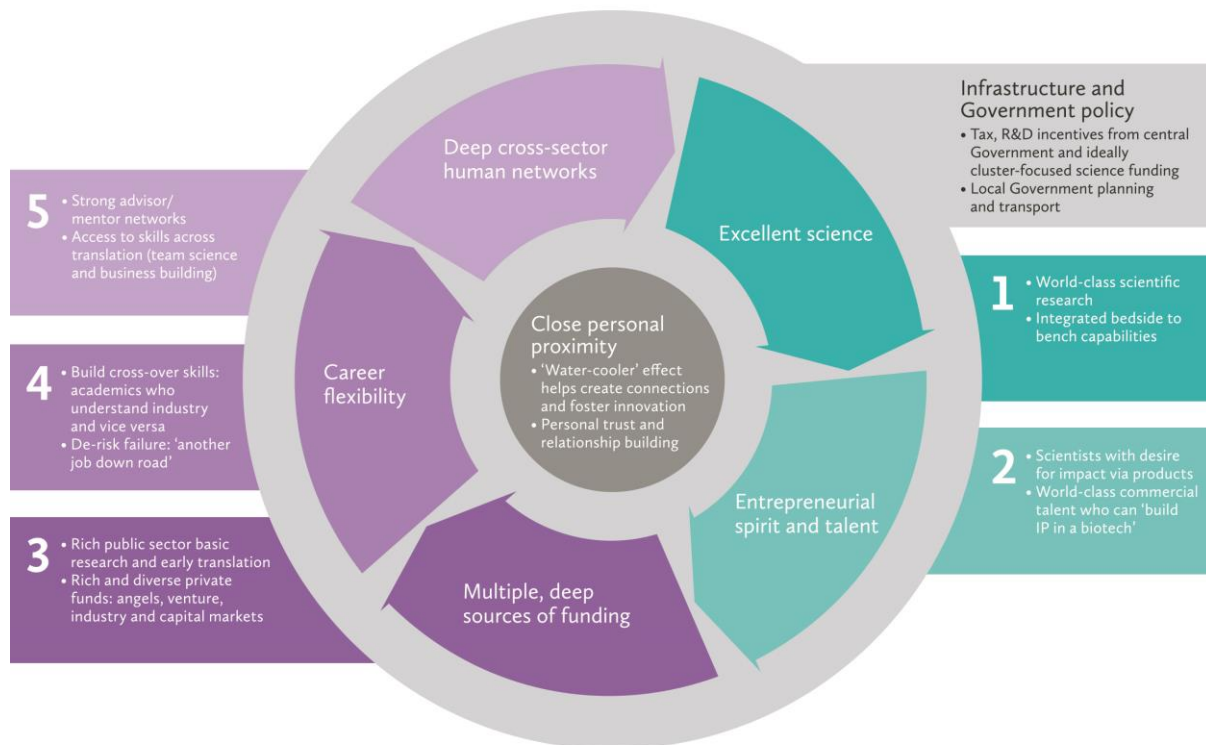 Infrastructure and
Government policy
• Tax, R&D incentives from central
Government and ideally
cluster-focused science funding
• Local Government planning
and transport
Deep cross-sector
human networks
Excellent science
Entrepreneurial
spirit and talent
Multiple, deep
sources of funding
Career
flexibility
Close personal
proximity
• ‘Water-cooler’ effect
helps create connections
and foster innovation
• Personal trust and
relationship building
1
• World-class scientific
research
• Integrated bedside to
bench capabilities
2
• Scientists with desire
for impact via products
• World-class commercial
talent who can ‘build
IP in a biotech’
3
• Rich public sector basic
research and early translation
• Rich and diverse private
funds: angels, venture,
industry and capital markets
4
• Build cross-over skills:
academics who
understand industry
and vice versa
• De-risk failure: ‘another
job down road’
5
• Strong advisor/
mentor networks
• Access to skills across
translation (team science
and business building)